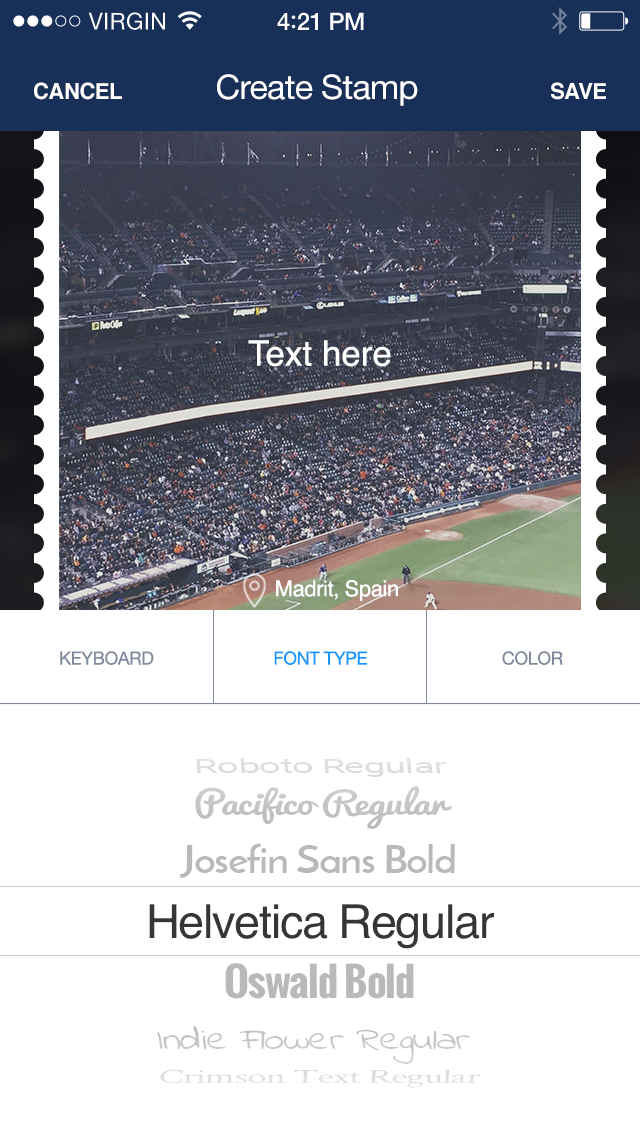 VIRGIN 4:21 PM
CANCEL Create Stamp SAVE
Text here
Madrit, Spain
KEYBOARD FONT TYPE COLOR
Roboto Regular
Pacifico Regular
Josefin Sans Bold
Helvetica Regular
Oswald Bold
Indie Flower Regular
Crimson Text Regular